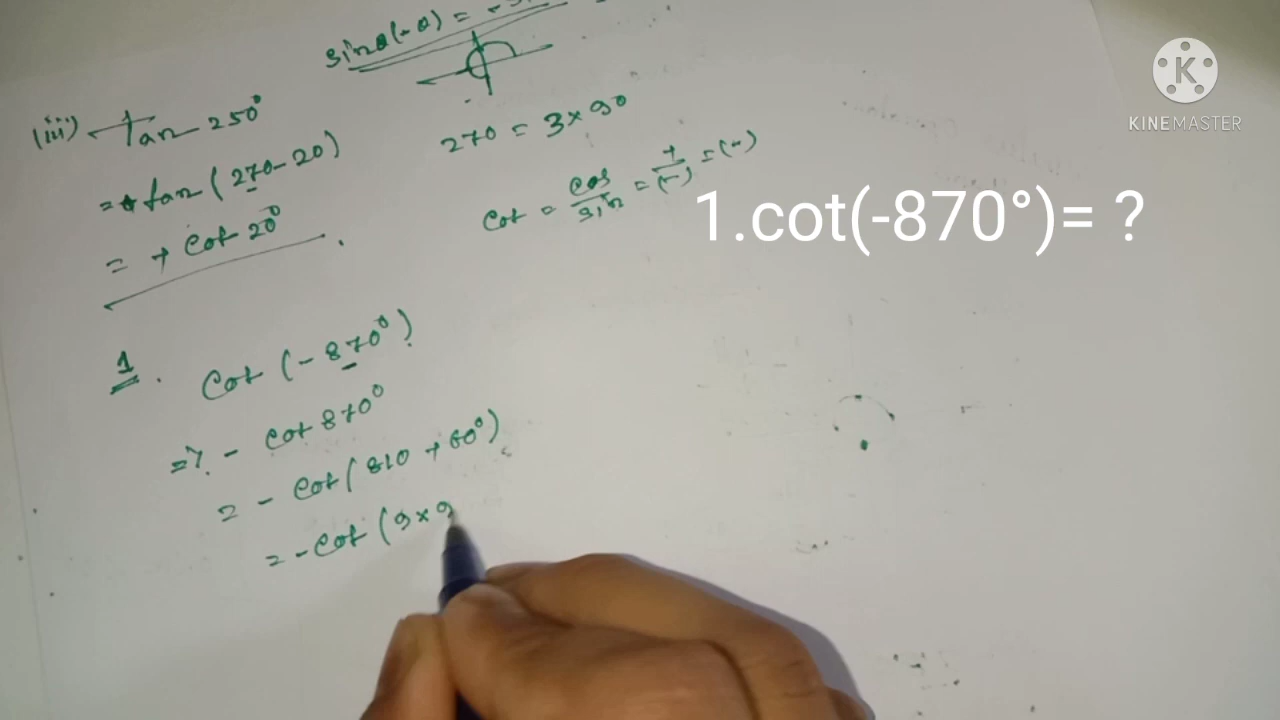 sinθ(-θ) =
(iii) Tan 250°
= tan(270-20)
= + cot 20°
270 = 3×90
cot = cos/sin = +/(-) = (-)
K
KINEMASTER
1.cot(-870°)= ?
1. Cot (- 870°)
=> - cot 870°
= - cot(810 + 60°)
= - cot (9×9